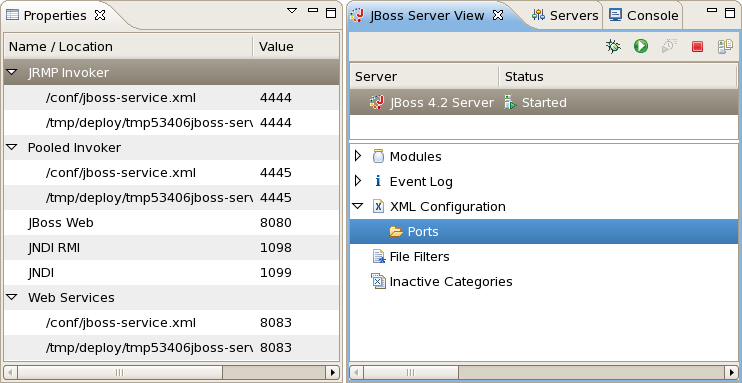 Properties
Name / Location Value
JRMP Invoker
/conf/jboss-service.xml 4444
/tmp/deploy/tmp53406jboss-serv 4444
Pooled Invoker
/conf/jboss-service.xml 4445
/tmp/deploy/tmp53406jboss-serv 4445
JBoss Web 8080
JNDI RMI 1098
JNDI 1099
Web Services
/conf/jboss-service.xml 8083
/tmp/deploy/tmp53406jboss-serv 8083
JBoss Server View Servers Console
Server Status
JBoss 4.2 Server Started
Modules
Event Log
XML Configuration
Ports
File Filters
Inactive Categories